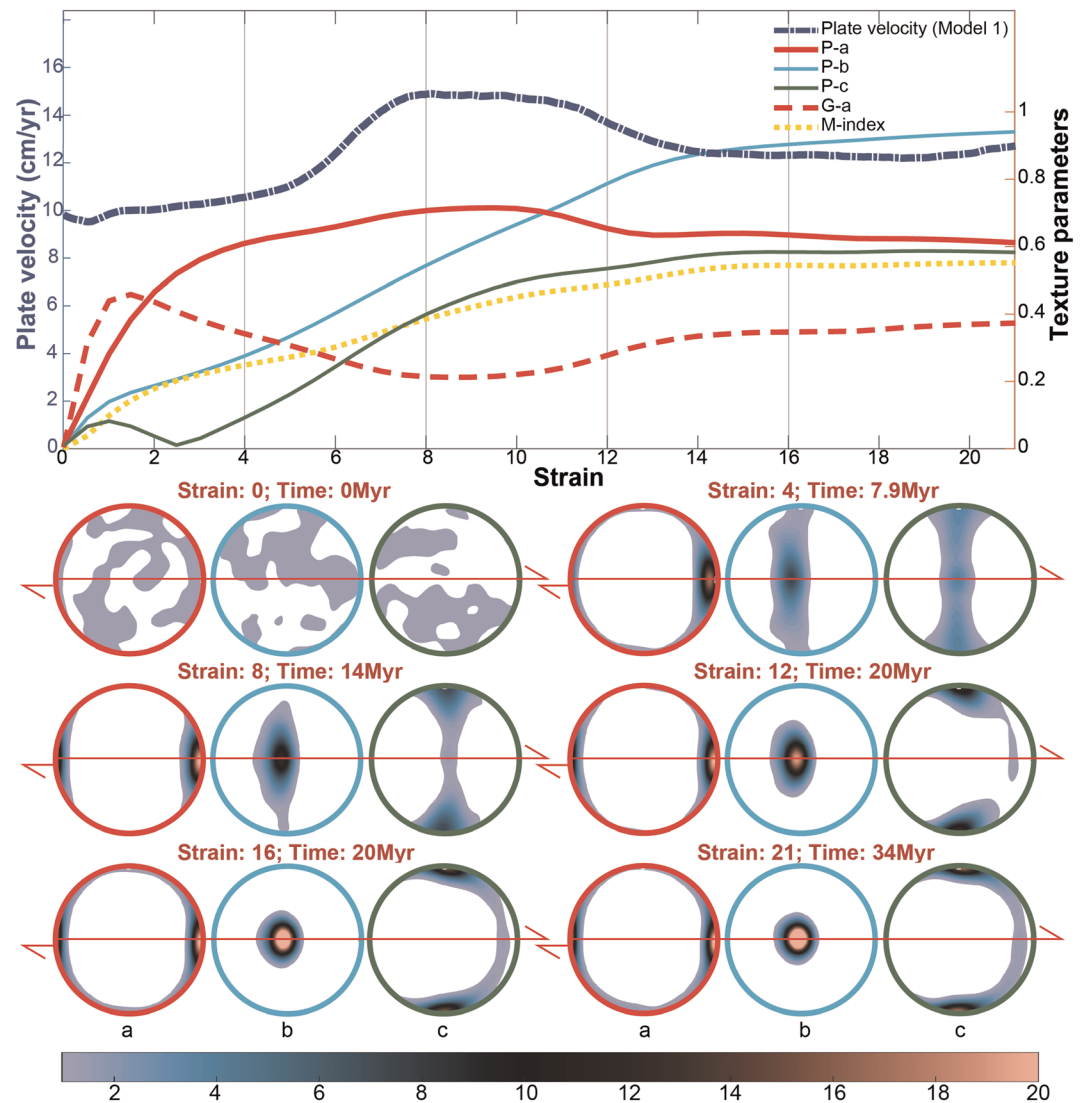 Plate velocity (Model 1)
P-a
P-b
P-c
G-a
M-index
Plate velocity (cm/yr)
16
14
12
10
8
6
4
2
0
Texture parameters
1
0.8
0.6
0.4
0.2
0
0 2 4 6 8 10 12 14 16 18 20
Strain
Strain: 0; Time: 0Myr
Strain: 4; Time: 7.9Myr
Strain: 8; Time: 14Myr
Strain: 12; Time: 20Myr
Strain: 16; Time: 20Myr
Strain: 21; Time: 34Myr
a b c a b c
2 4 6 8 10 12 14 16 18 20